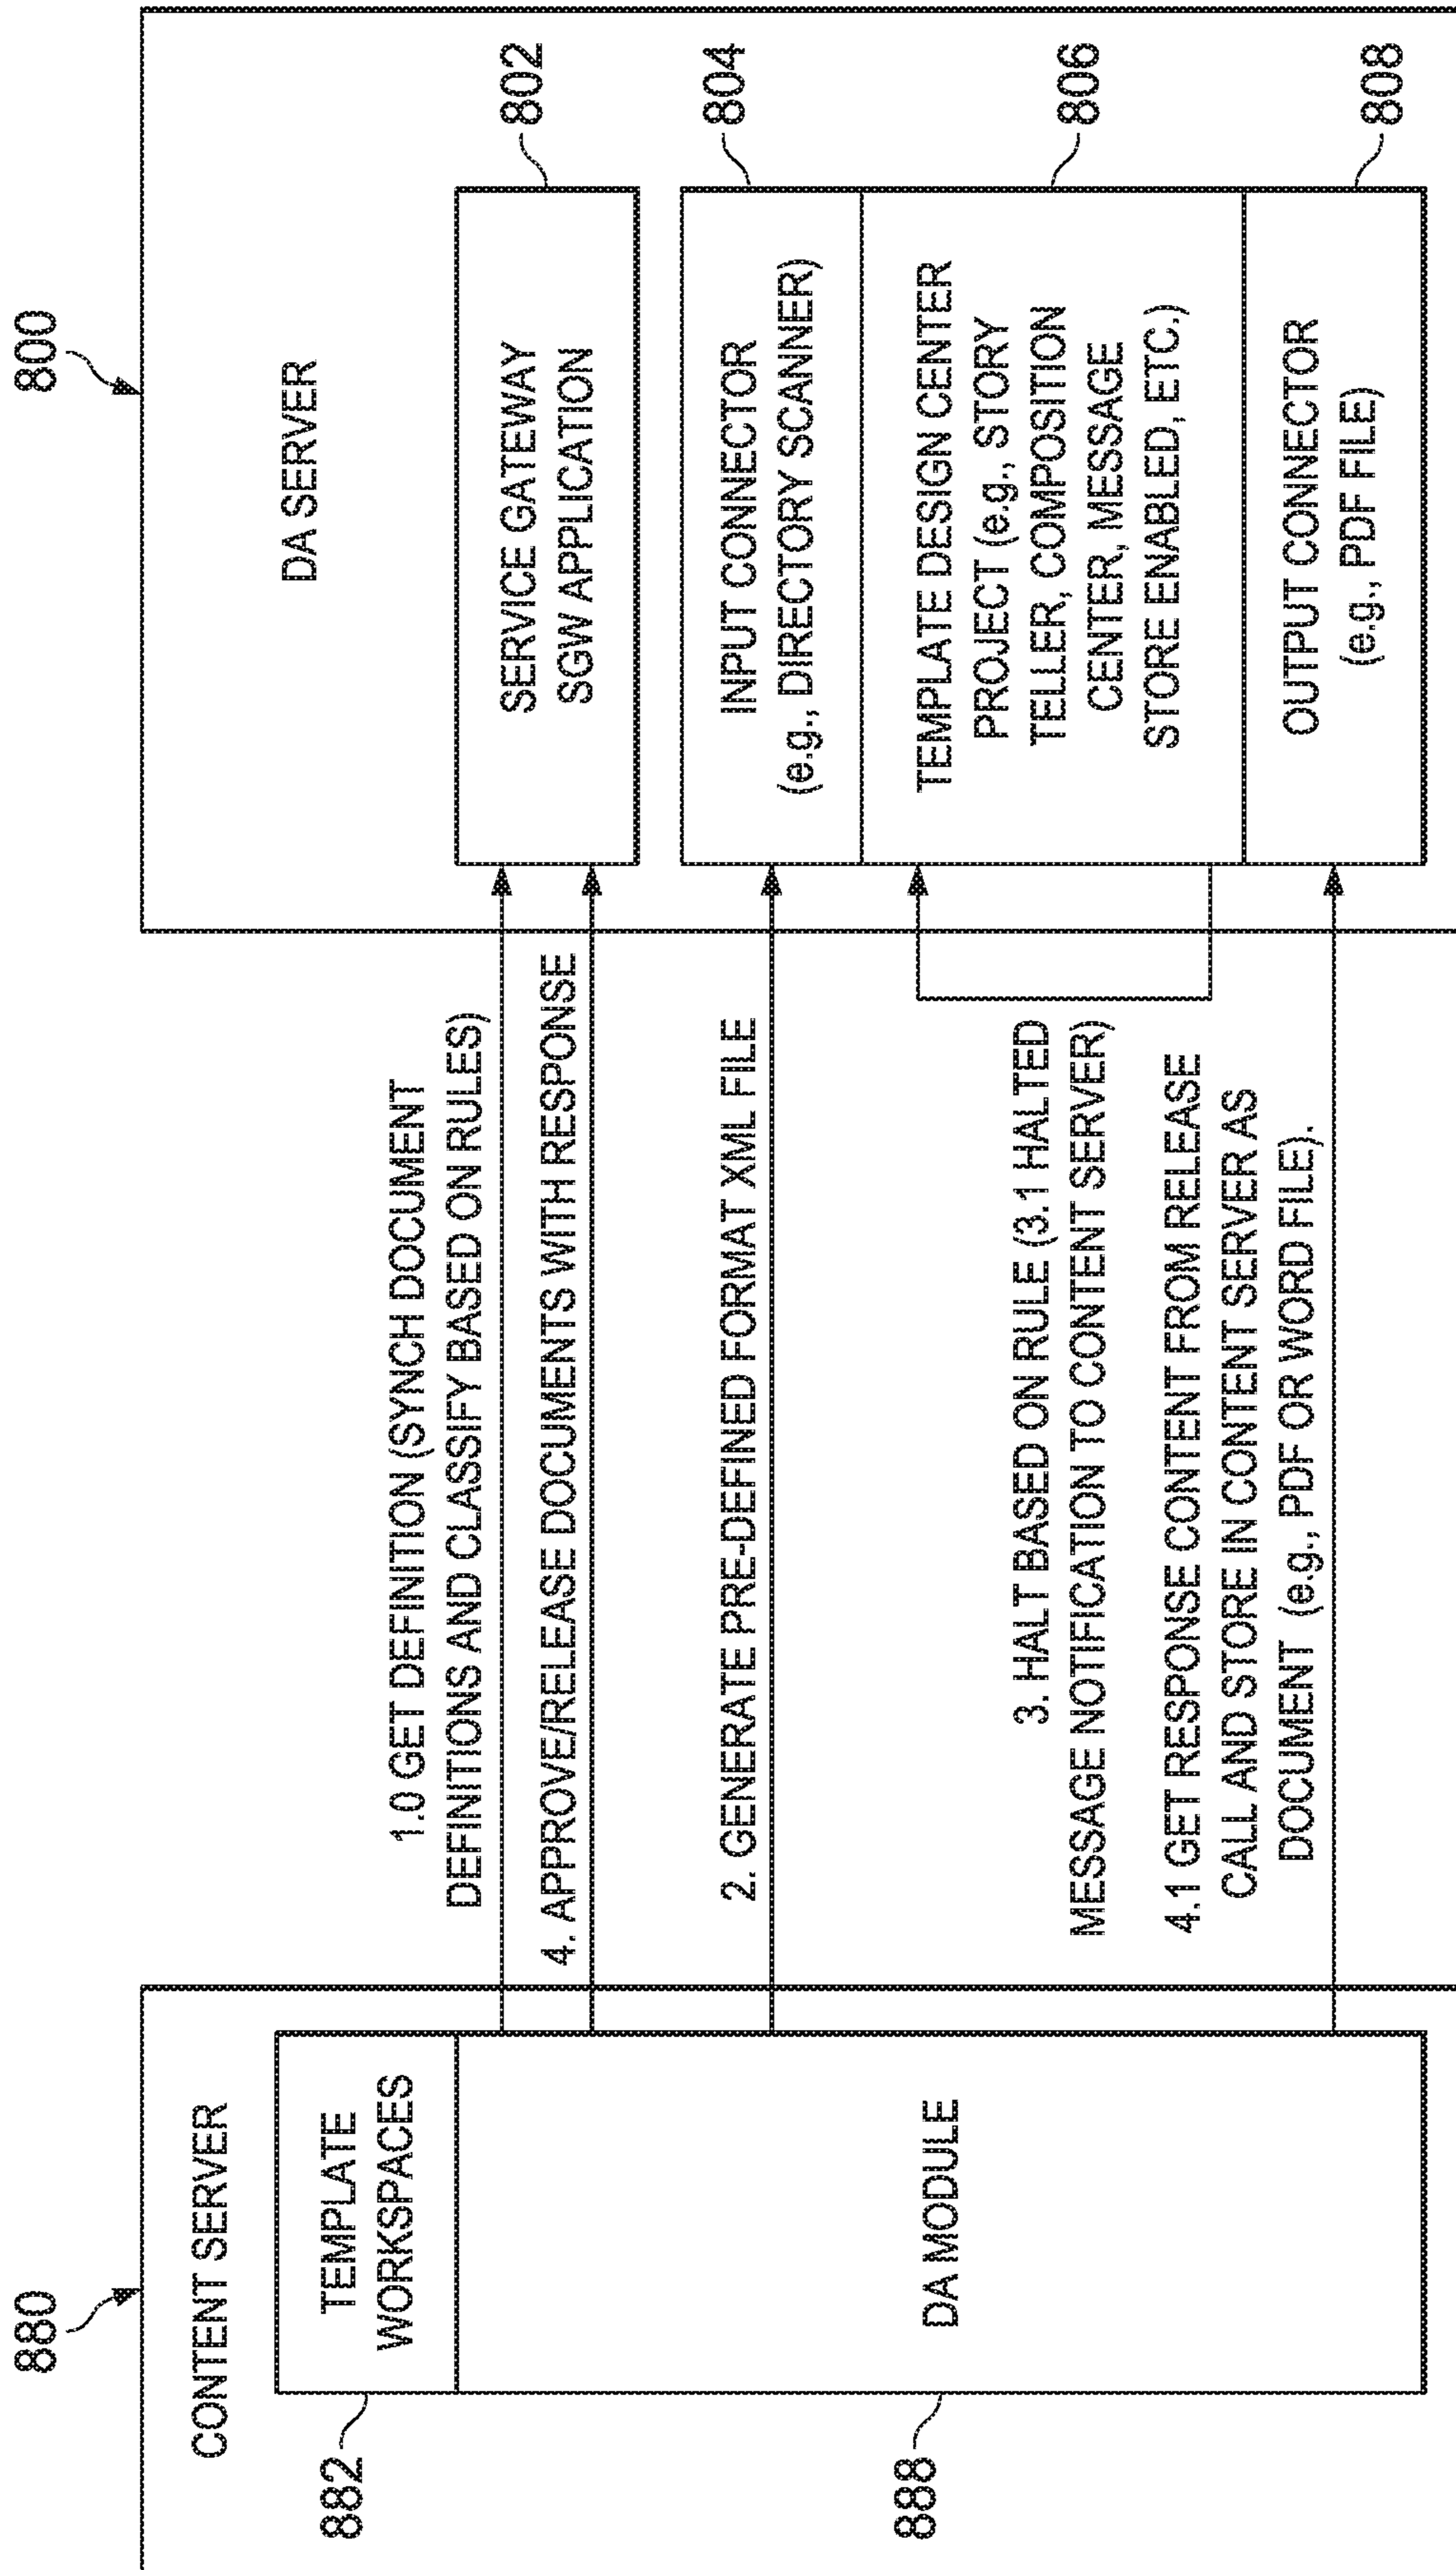 880
CONTENT SERVER
882
TEMPLATE
WORKSPACES
888
DA MODULE
1.0 GET DEFINITION (SYNCH DOCUMENT
DEFINITIONS AND CLASSIFY BASED ON RULES)
4. APPROVE/RELEASE DOCUMENTS WITH RESPONSE
2. GENERATE PRE-DEFINED FORMAT XML FILE
3. HALT BASED ON RULE (3.1 HALTED
MESSAGE NOTIFICATION TO CONTENT SERVER)
4.1 GET RESPONSE CONTENT FROM RELEASE
CALL AND STORE IN CONTENT SERVER AS
DOCUMENT (e.g., PDF OR WORD FILE).
800
DA SERVER
SERVICE GATEWAY
SGW APPLICATION
802
INPUT CONNECTOR
(e.g., DIRECTORY SCANNER)
804
TEMPLATE DESIGN CENTER
PROJECT (e.g., STORY
TELLER, COMPOSITION
CENTER, MESSAGE
STORE ENABLED, ETC.)
806
OUTPUT CONNECTOR
(e.g., PDF FILE)
808